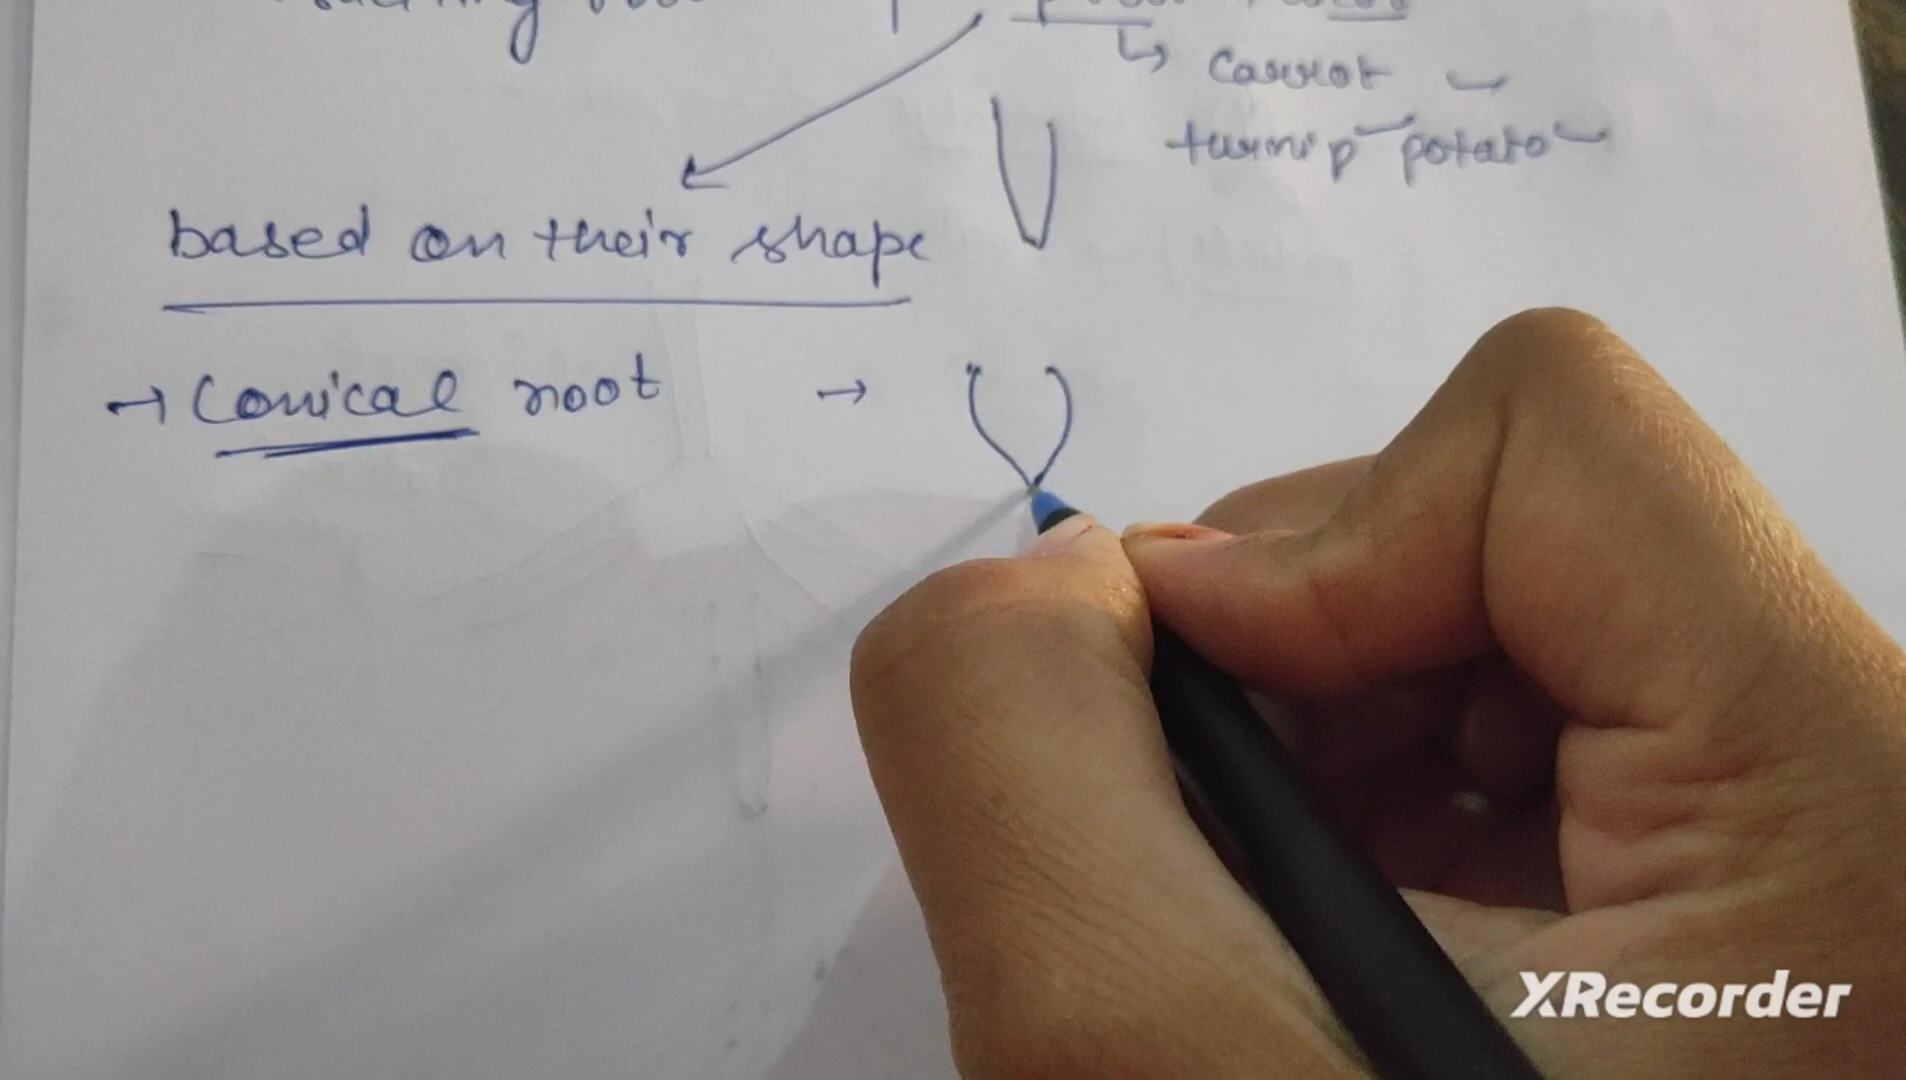 ↳ Carrot
turnip potato
based on their shape
→ Conical root →
XRecorder